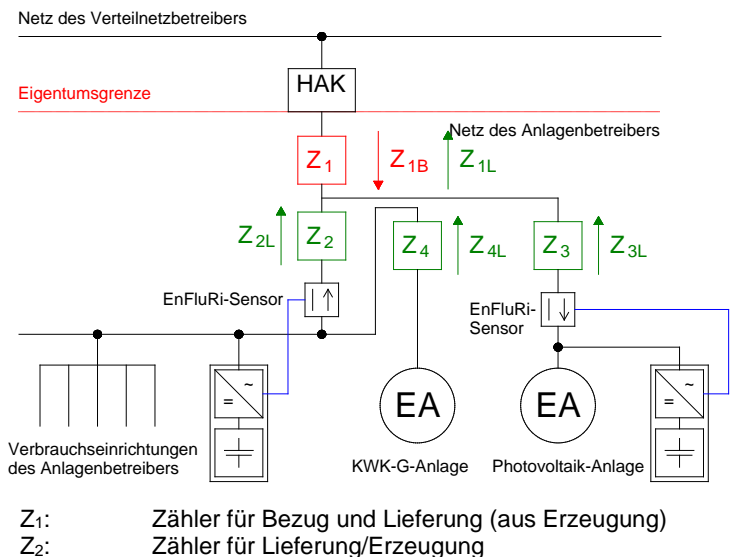 Netz des Verteilnetzbetreibers
HAK
Eigentumsgrenze
Netz des Anlagenbetreibers
Z1
Z1B
Z1L
Z2L
Z2
Z4
Z4L
Z3
Z3L
EnFluRi-Sensor
EnFluRi-
Sensor
~
=
EA
EA
~
=
Verbrauchseinrichtungen
des Anlagenbetreibers
KWK-G-Anlage
Photovoltaik-Anlage
Z1: Zähler für Bezug und Lieferung (aus Erzeugung)
Z2: Zähler für Lieferung/Erzeugung